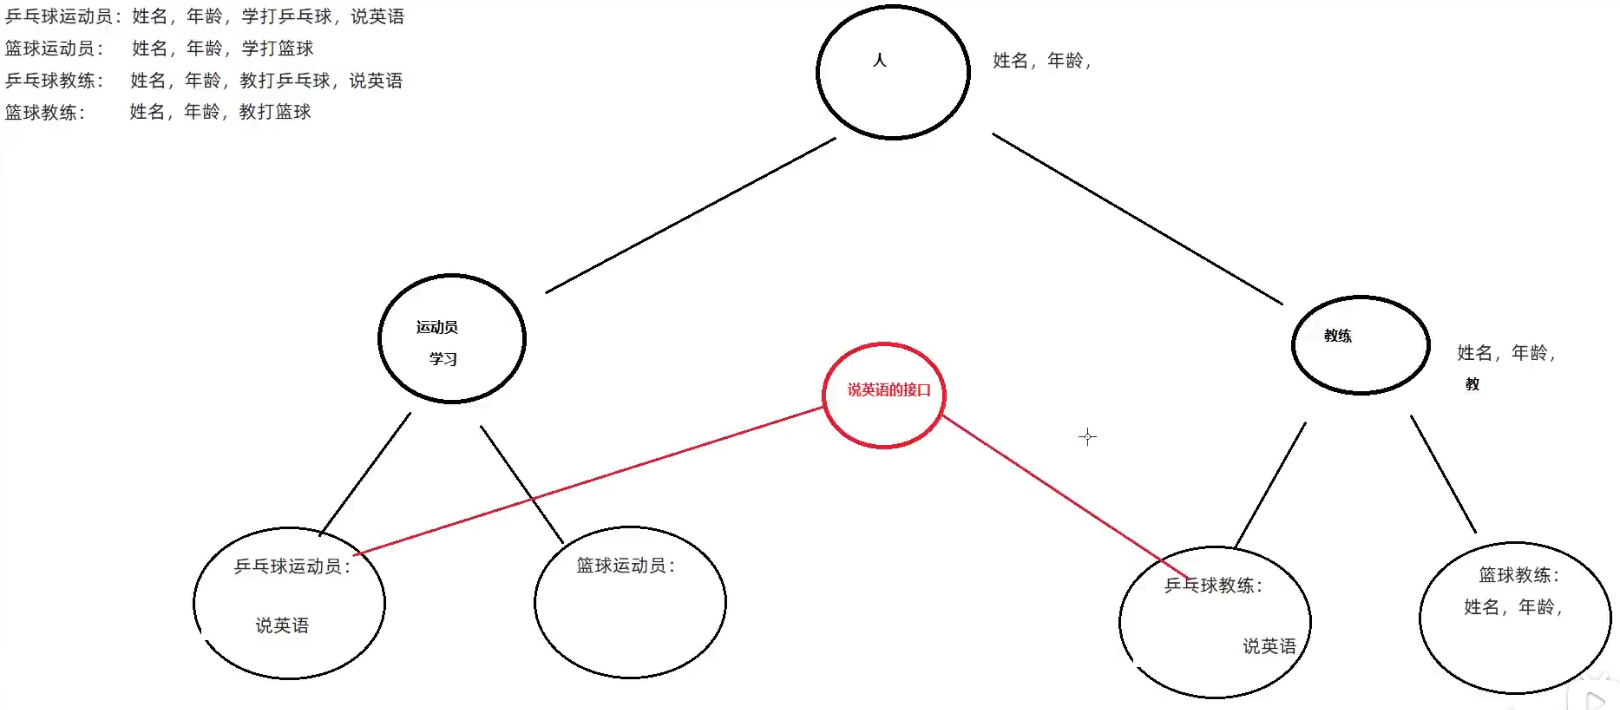 乒乓球运动员：姓名，年龄，学打乒乓球，说英语
篮球运动员： 姓名，年龄，学打篮球
乒乓球教练： 姓名，年龄，教打乒乓球，说英语
篮球教练： 姓名，年龄，教打篮球
人
姓名，年龄，
运动员
学习
说英语的接口
教练
姓名，年龄，
教
乒乓球运动员：
说英语
篮球运动员：
乒乓球教练：
说英语
篮球教练：
姓名，年龄，